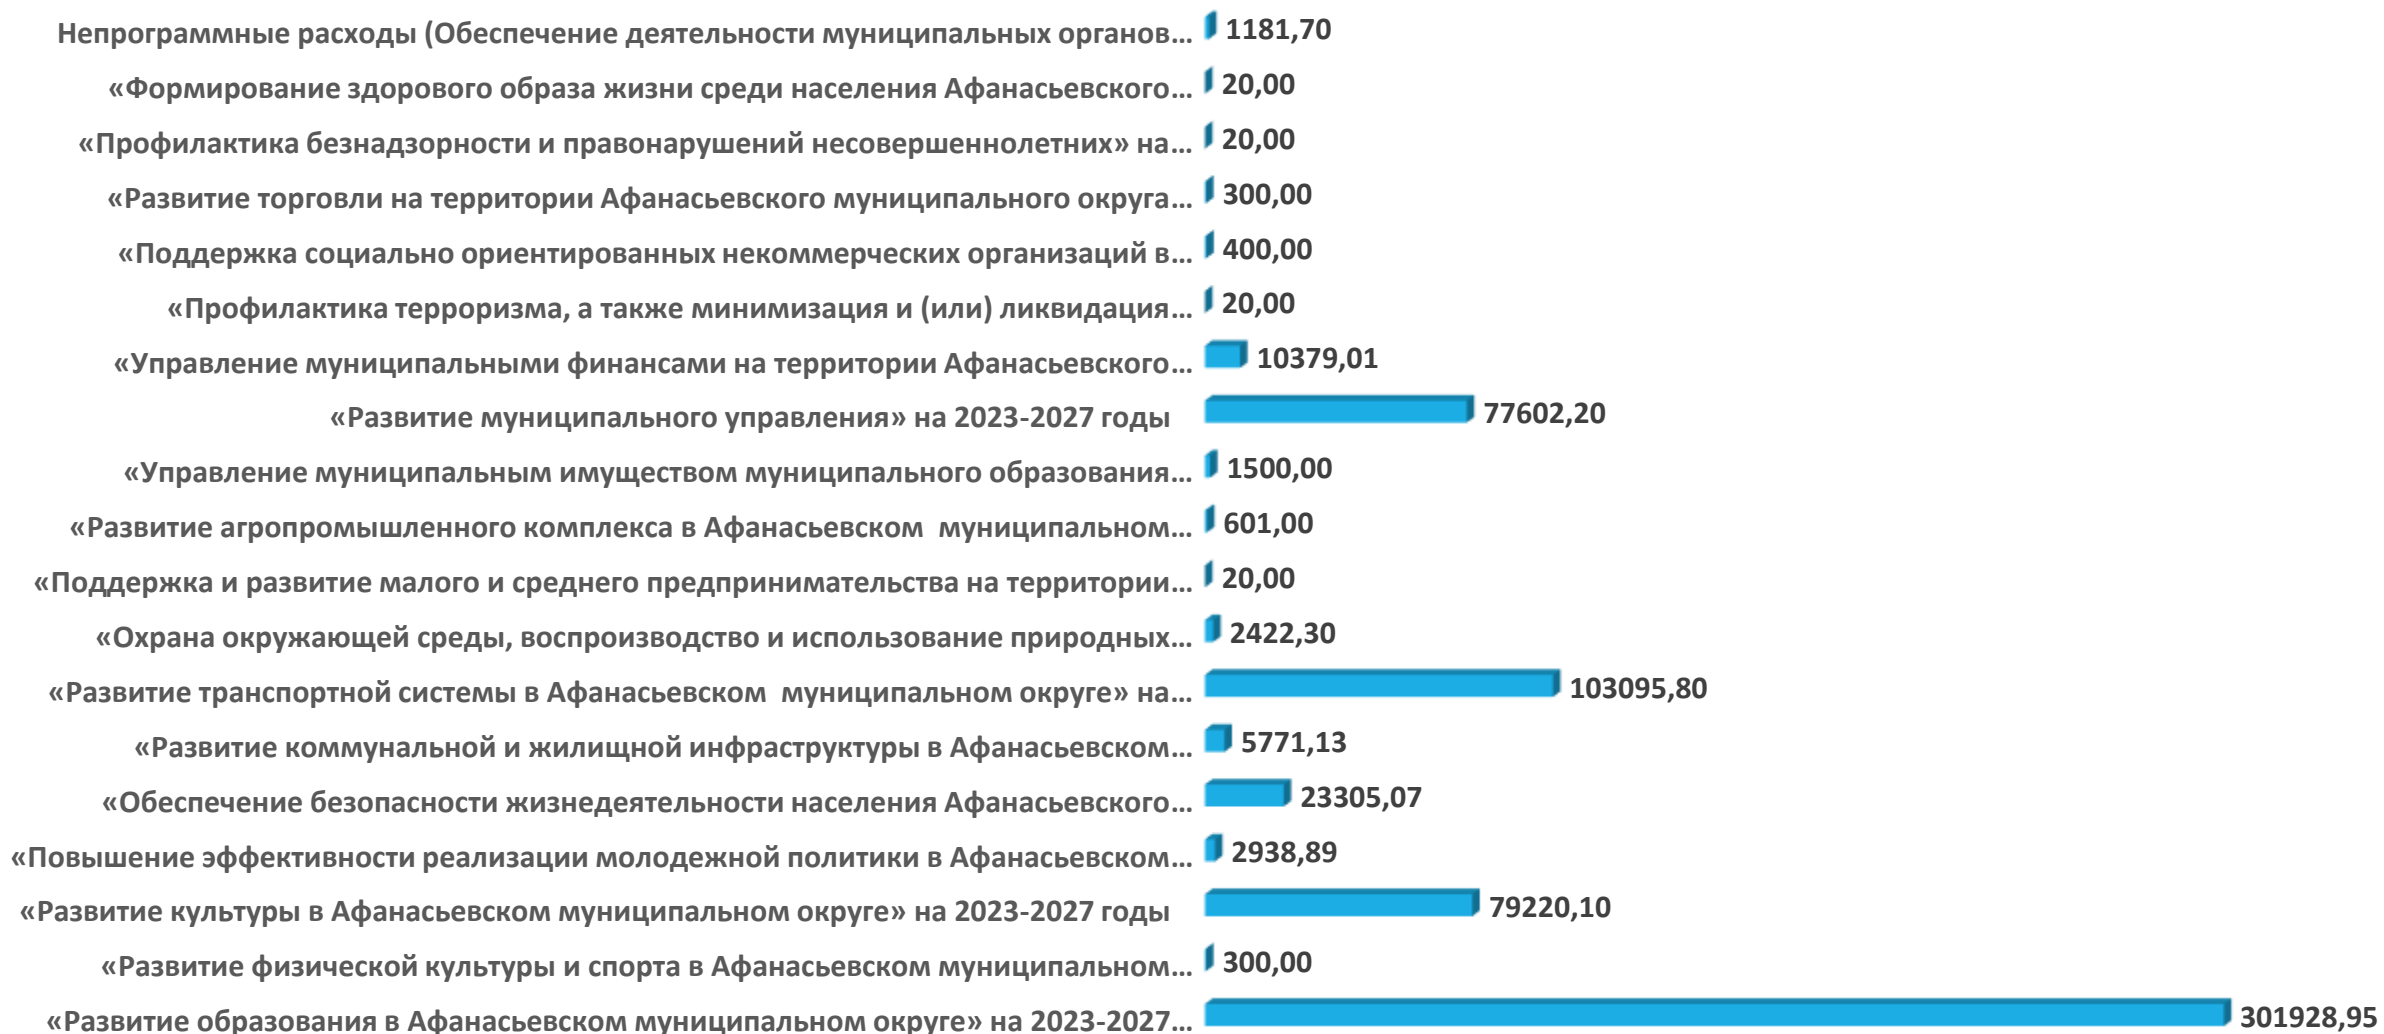 Непрограммные расходы (Обеспечение деятельности муниципальных органов... 1181,70
«Формирование здорового образа жизни среди населения Афанасьевского... 20,00
«Профилактика безнадзорности и правонарушений несовершеннолетних» на... 20,00
«Развитие торговли на территории Афанасьевского муниципального округа... 300,00
«Поддержка социально ориентированных некоммерческих организаций в... 400,00
«Профилактика терроризма, а также минимизация и (или) ликвидация... 20,00
«Управление муниципальными финансами на территории Афанасьевского... 10379,01
«Развитие муниципального управления» на 2023-2027 годы 77602,20
«Управление муниципальным имуществом муниципального образования... 1500,00
«Развитие агропромышленного комплекса в Афанасьевском  муниципальном... 601,00
«Поддержка и развитие малого и среднего предпринимательства на территории... 20,00
«Охрана окружающей среды, воспроизводство и использование природных... 2422,30
«Развитие транспортной системы в Афанасьевском  муниципальном округе» на... 103095,80
«Развитие коммунальной и жилищной инфраструктуры в Афанасьевском... 5771,13
«Обеспечение безопасности жизнедеятельности населения Афанасьевского... 23305,07
«Повышение эффективности реализации молодежной политики в Афанасьевском... 2938,89
«Развитие культуры в Афанасьевском муниципальном округе» на 2023-2027 годы 79220,10
«Развитие физической культуры и спорта в Афанасьевском муниципальном... 300,00
«Развитие образования в Афанасьевском муниципальном округе» на 2023-2027... 301928,95